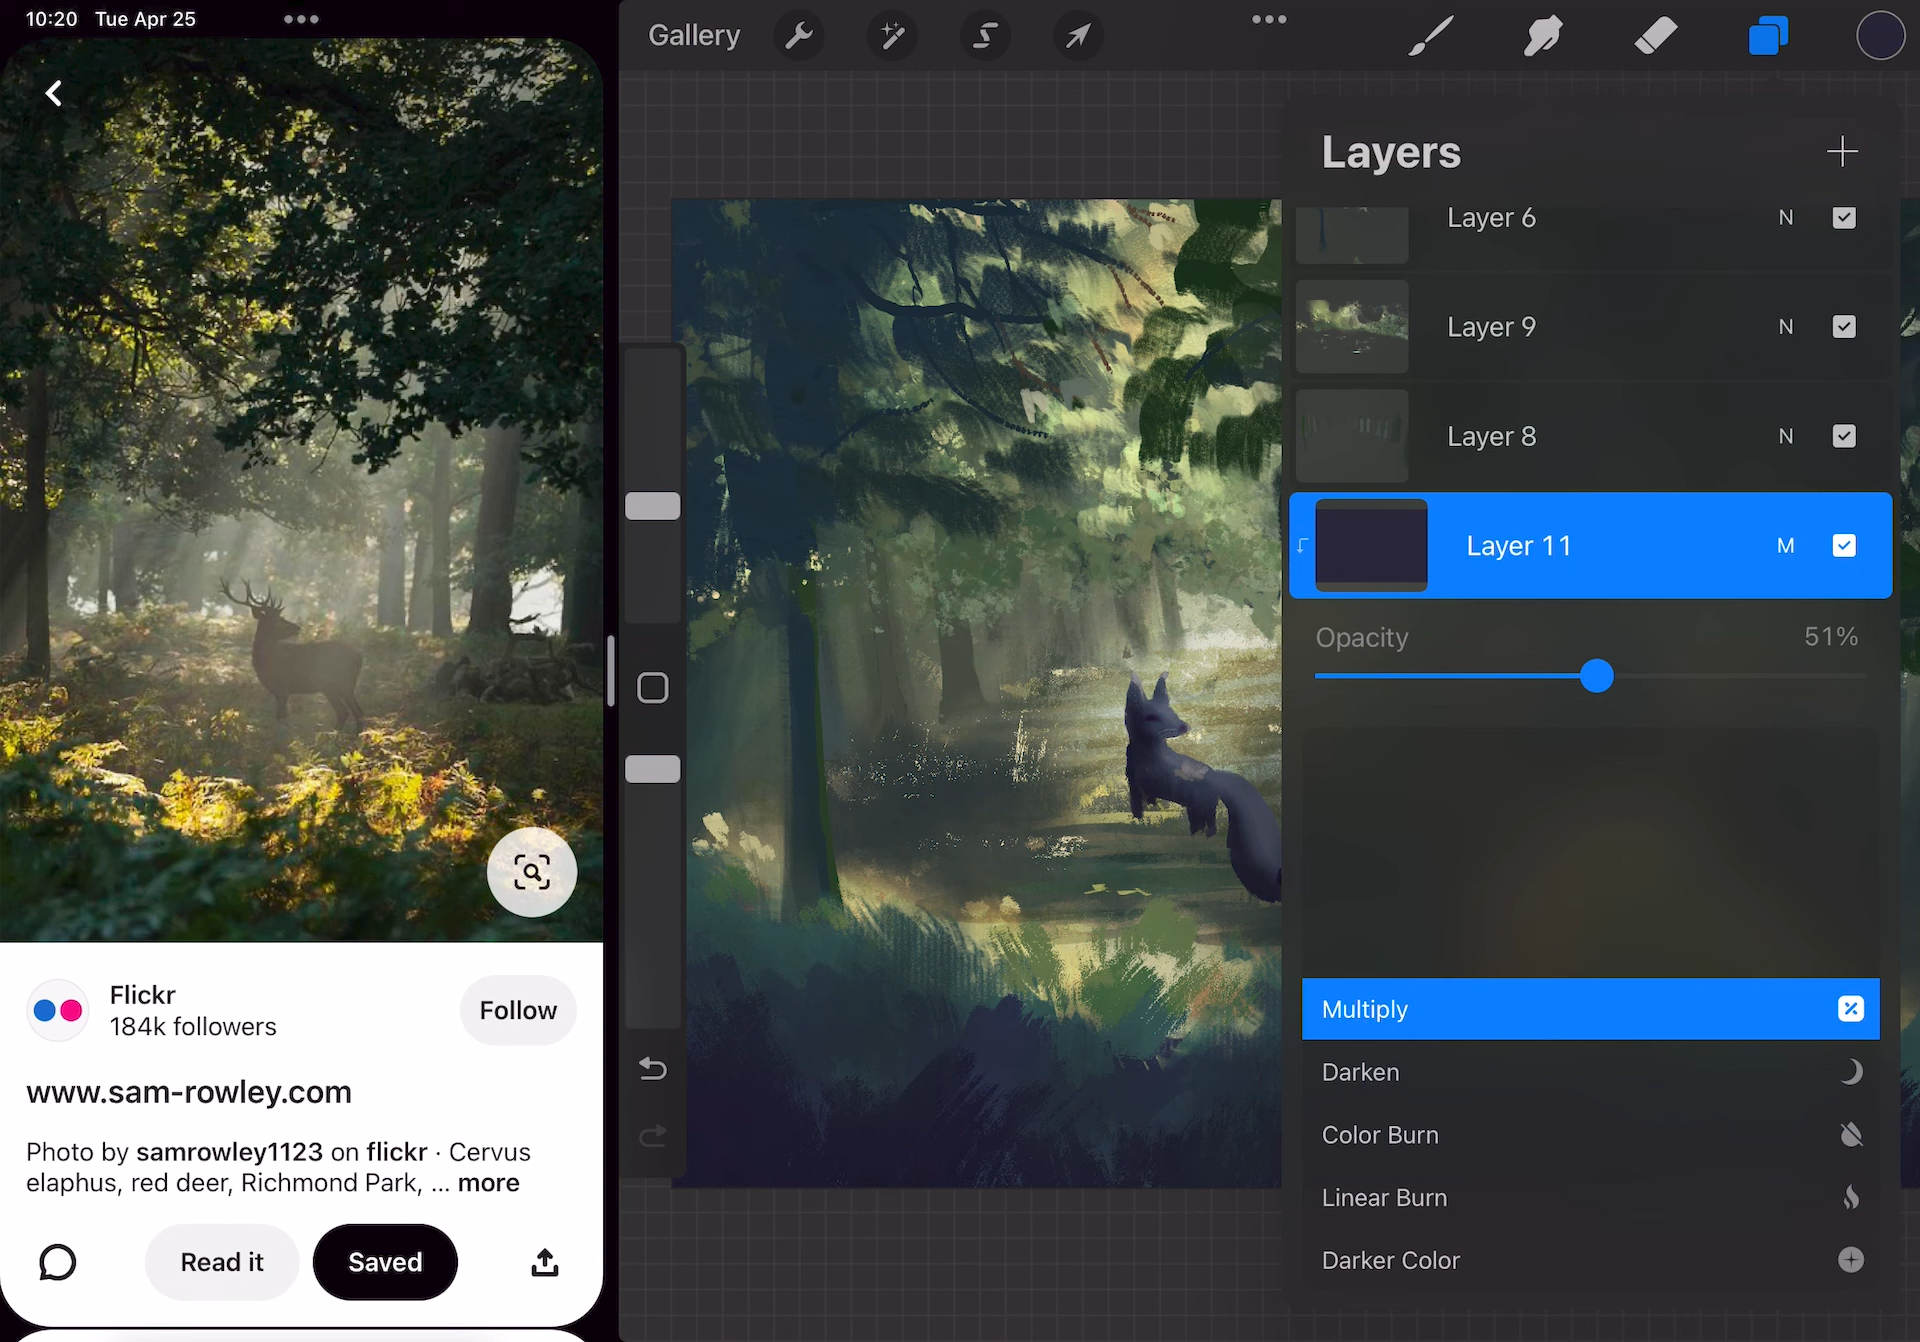 10:20 Tue Apr 25
Flickr
184k followers
Follow
www.sam-rowley.com
Photo by samrowley1123 on flickr · Cervus
elaphus, red deer, Richmond Park, ... more
Read it
Saved
Gallery
Layers
Layer 6 N
Layer 9 N
Layer 8 N
Layer 11 M
Opacity 51%
Multiply
Darken
Color Burn
Linear Burn
Darker Color